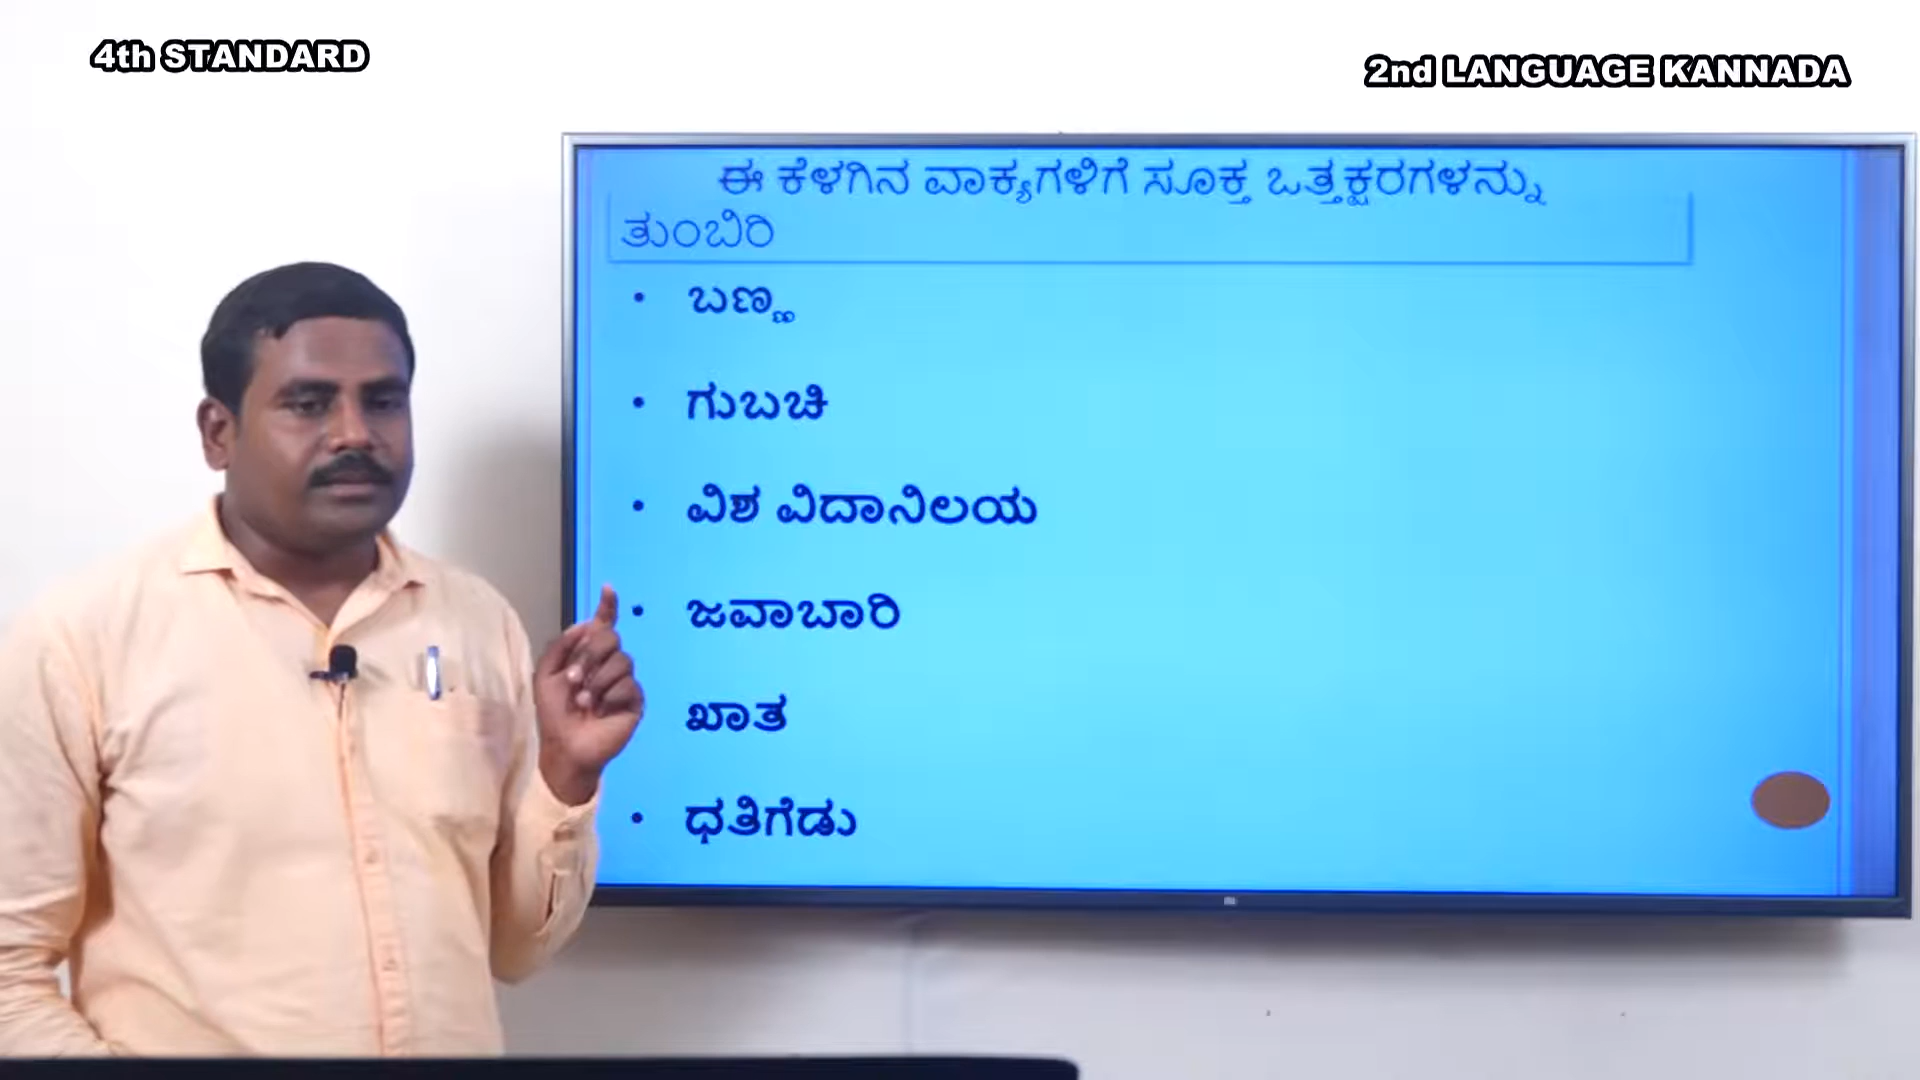 4th STANDARD
2nd LANGUAGE KANNADA
ಈ ಕೆಳಗಿನ ವಾಕ್ಯಗಳಿಗೆ ಸೂಕ್ತ ಒತ್ತಕ್ಷರಗಳನ್ನು
ತುಂಬಿರಿ
• ಬಣ್ಣ
• ಗುಬಚಿ
• ವಿಶ ವಿದಾನಿಲಯ
• ಜವಾಬಾರಿ
ಖಾತ
• ಧತಿಗೆಡು